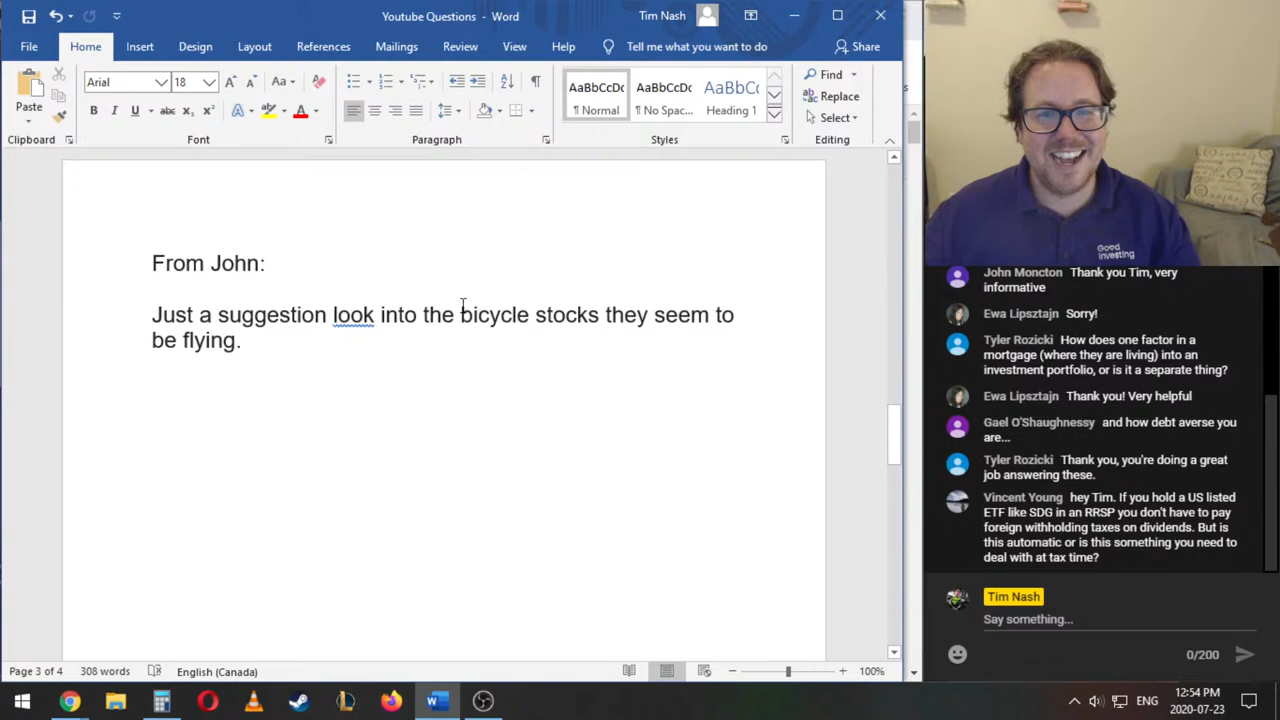 Youtube Questions - Word
Tim Nash
File Home Insert Design Layout References Mailings Review View Help Tell me what you want to do Share
Paste
Clipboard
Arial 18 Aa
B I U abc X₂ X²
Font
Paragraph
AaBbCcDc AaBbCcDc AaBbCc
¶ Normal ¶ No Spac... Heading 1
Styles
Find
Replace
Select
Editing
From John:
Just a suggestion look into the bicycle stocks they seem to
be flying.
Page 3 of 4 308 words English (Canada) 100%
Good
Investing
John Moncton Thank you Tim, very
informative
Ewa Lipsztajn Sorry!
Tyler Rozicki How does one factor in a
mortgage (where they are living) into an
investment portfolio, or is it a separate thing?
Ewa Lipsztajn Thank you! Very helpful
Gael O'Shaughnessy and how debt averse you
are...
Tyler Rozicki Thank you, you're doing a great
job answering these.
Vincent Young hey Tim. If you hold a US listed
ETF like SDG in an RRSP you don't have to pay
foreign withholding taxes on dividends. But is
this automatic or is this something you need to
deal with at tax time?
Tim Nash
Say something...
0/200
ENG
12:54 PM
2020-07-23